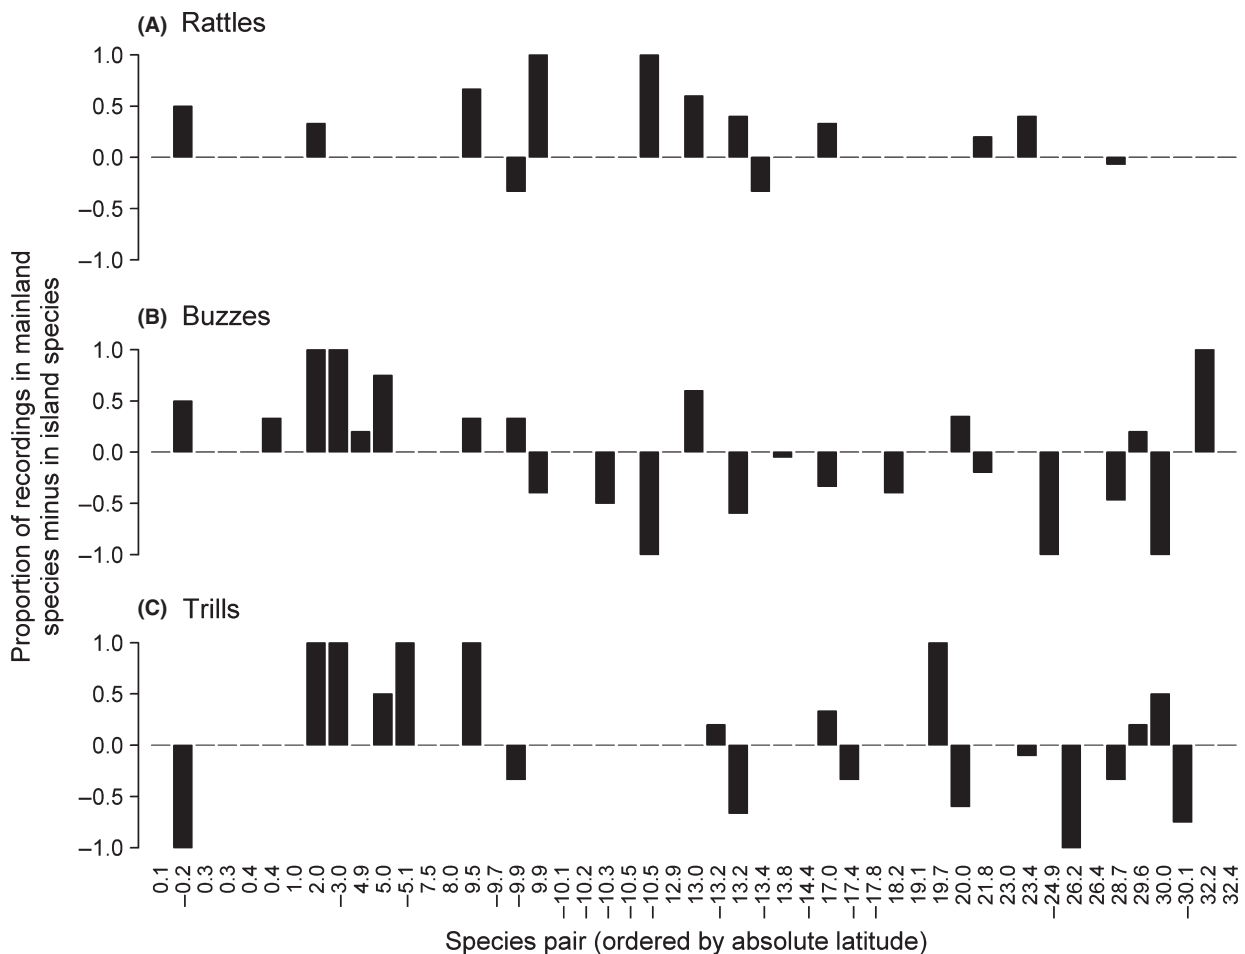 (A) Rattles
1.0
0.5
0.0
–0.5
–1.0
(B) Buzzes
1.0
0.5
0.0
–0.5
–1.0
(C) Trills
1.0
0.5
0.0
–0.5
–1.0
Proportion of recordings in mainland
species minus in island species
0.1 –0.2 0.3 0.3 0.4 0.4 1.0 2.0 –3.0 4.9 5.0 –5.1 7.5 8.0 9.5 –9.7 –9.9 9.9 –10.1 –10.2 –10.3 –10.5 –10.5 12.9 13.0 –13.2 –13.2 –13.4 13.8 –14.4 17.0 –17.4 –17.8 18.2 19.1 19.7 20.0 21.8 23.0 23.4 –24.9 26.2 26.4 28.7 29.6 30.0 –30.1 32.2 32.4
Species pair (ordered by absolute latitude)